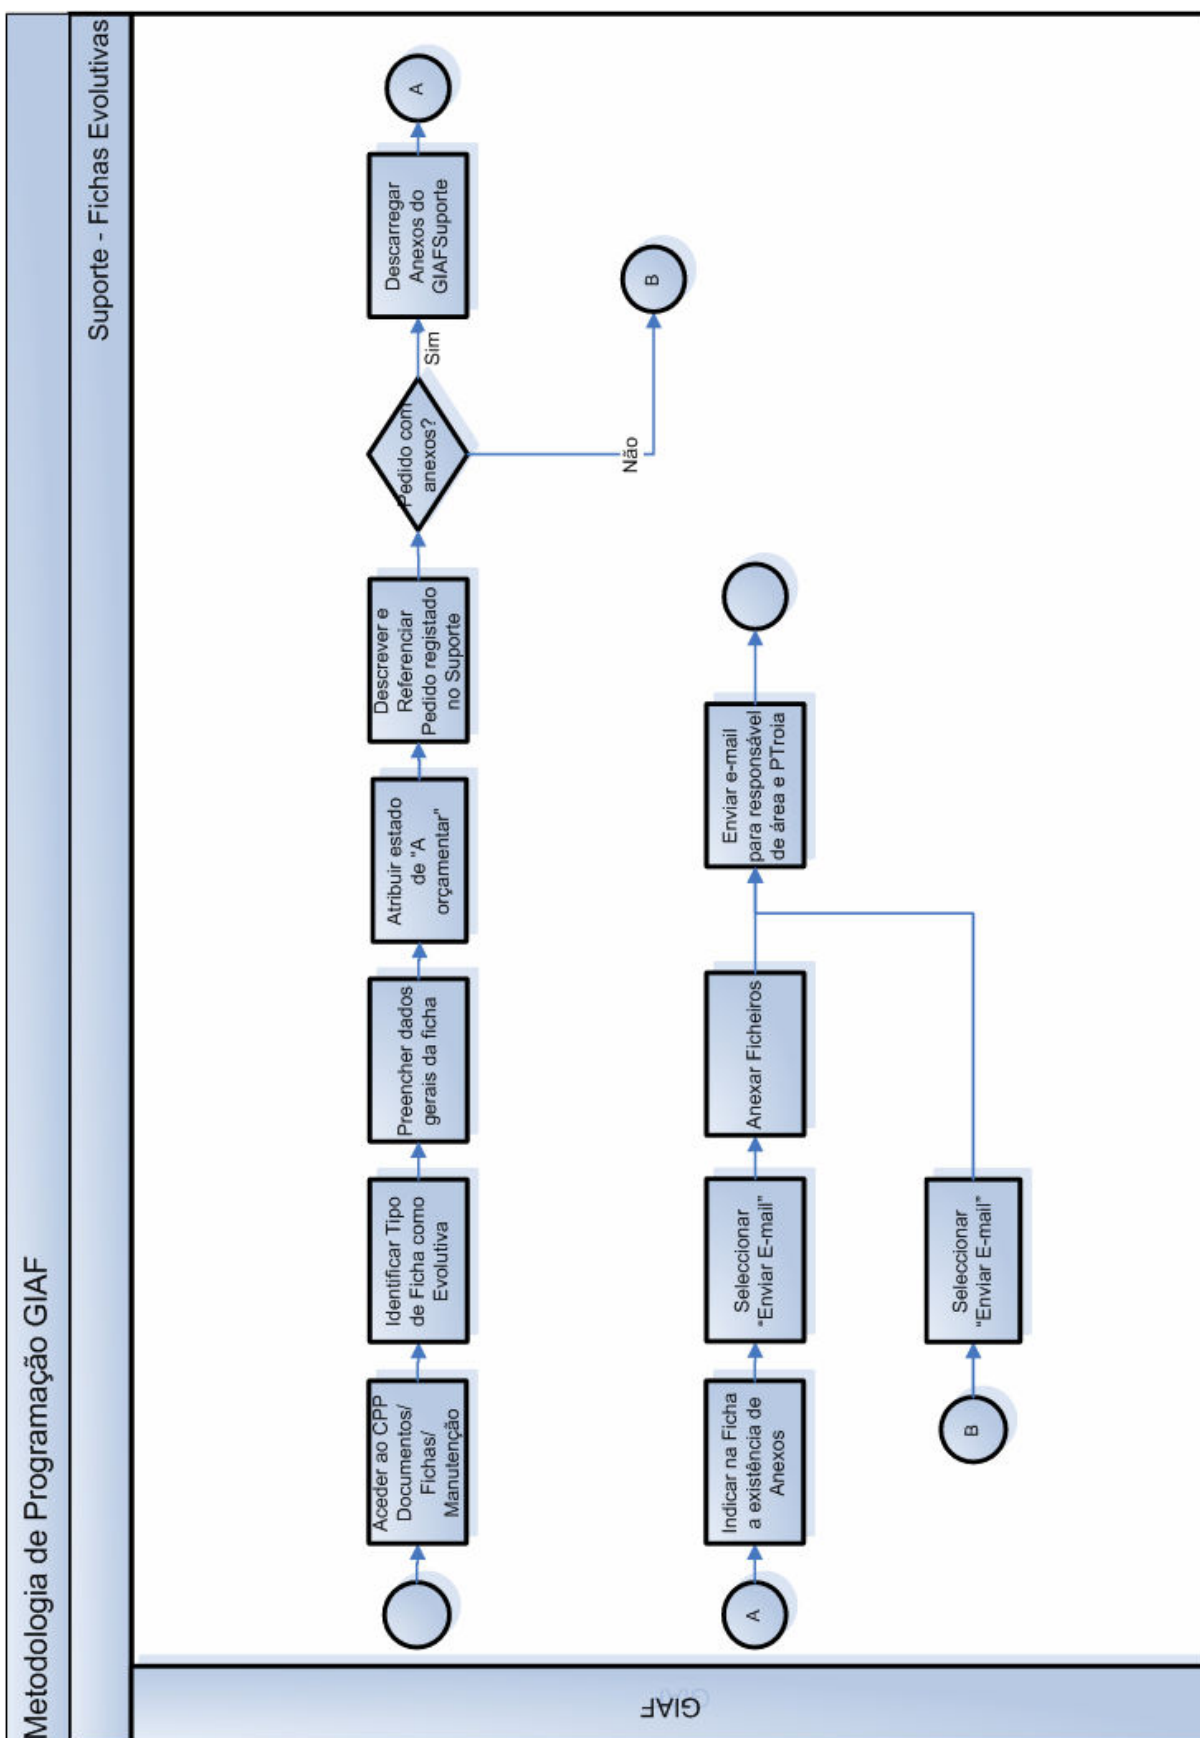 Metodologia de Programação GIAF
Suporte - Fichas Evolutivas
GIAF
Aceder ao CPP
Documentos/
Fichas/
Manutenção
Identificar Tipo
de Ficha como
Evolutiva
Preencher dados
gerais da ficha
Atribuir estado
de "A
orçamentar"
Descrever e
Referenciar
Pedido registado
no Suporte
Pedido com
anexos?
Sim
Não
Descarregar
Anexos do
GIAFSuporte
A
B
A
Indicar na Ficha
a existência de
Anexos
Seleccionar
“Enviar E-mail”
Anexar Ficheiros
Enviar e-mail
para responsável
de área e PTroia
B
Seleccionar
“Enviar E-mail”